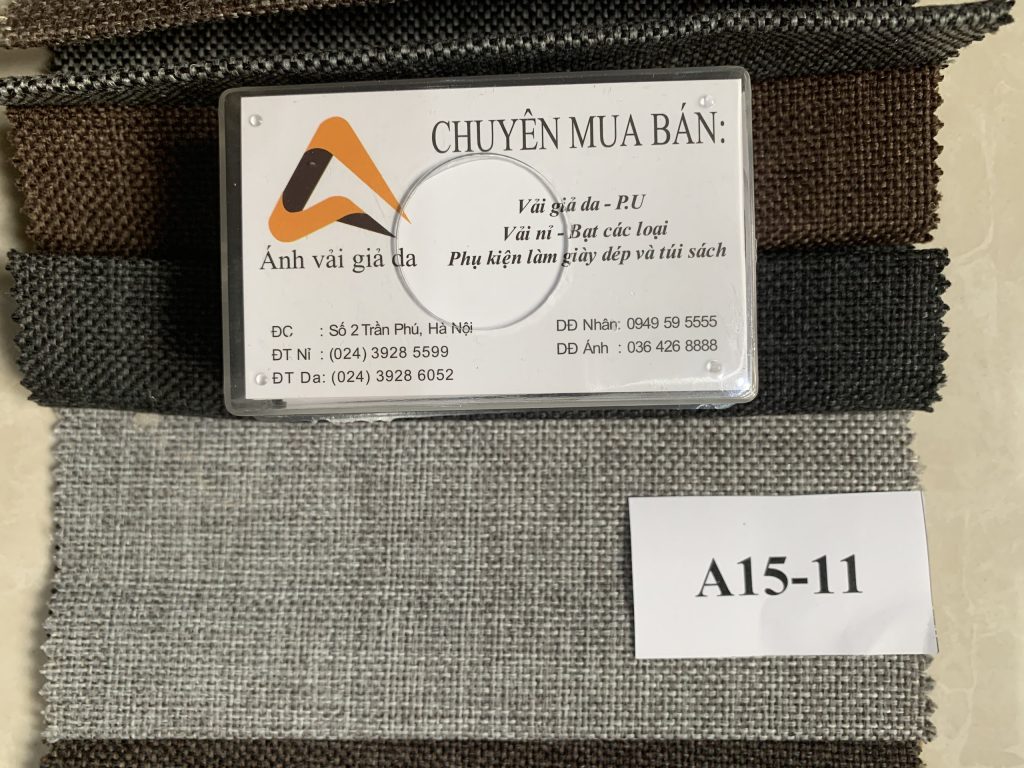 CHUYÊN MUA BÁN:
Vải giả da - P.U
Vải nỉ - Bạt các loại
Phụ kiện làm giày dép và túi sách
Ánh vải giả da
ĐC : Số 2 Trần Phú, Hà Nội
ĐT Nỉ : (024) 3928 5599
ĐT Da: (024) 3928 6052
DĐ Nhân: 0949 59 5555
DĐ Ánh : 036 426 8888
A15-11